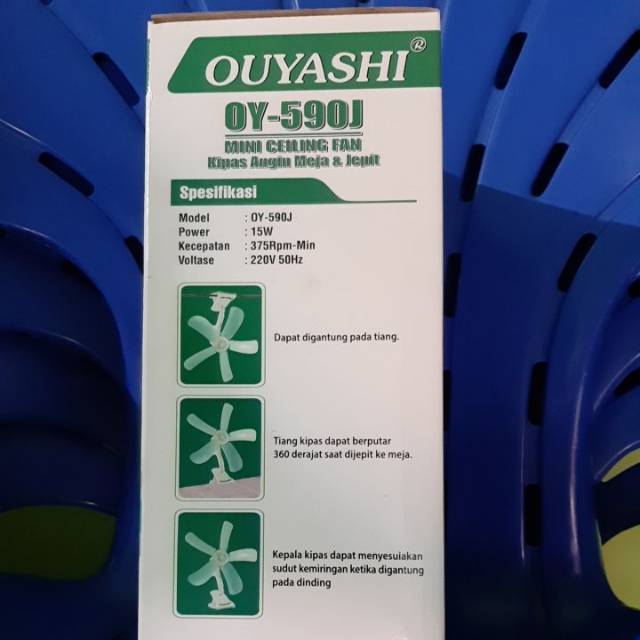 OUYASHI®
OY-590J
MINI CEILING FAN
Kipas Angin Meja & Jepit
Spesifikasi
Model : OY-590J
Power : 15W
Kecepatan : 375Rpm-Min
Voltase : 220V 50Hz
Dapat digantung pada tiang.
Tiang kipas dapat berputar
360 derajat saat dijepit ke meja.
Kepala kipas dapat menyesuiakan
sudut kemiringan ketika digantung
pada dinding